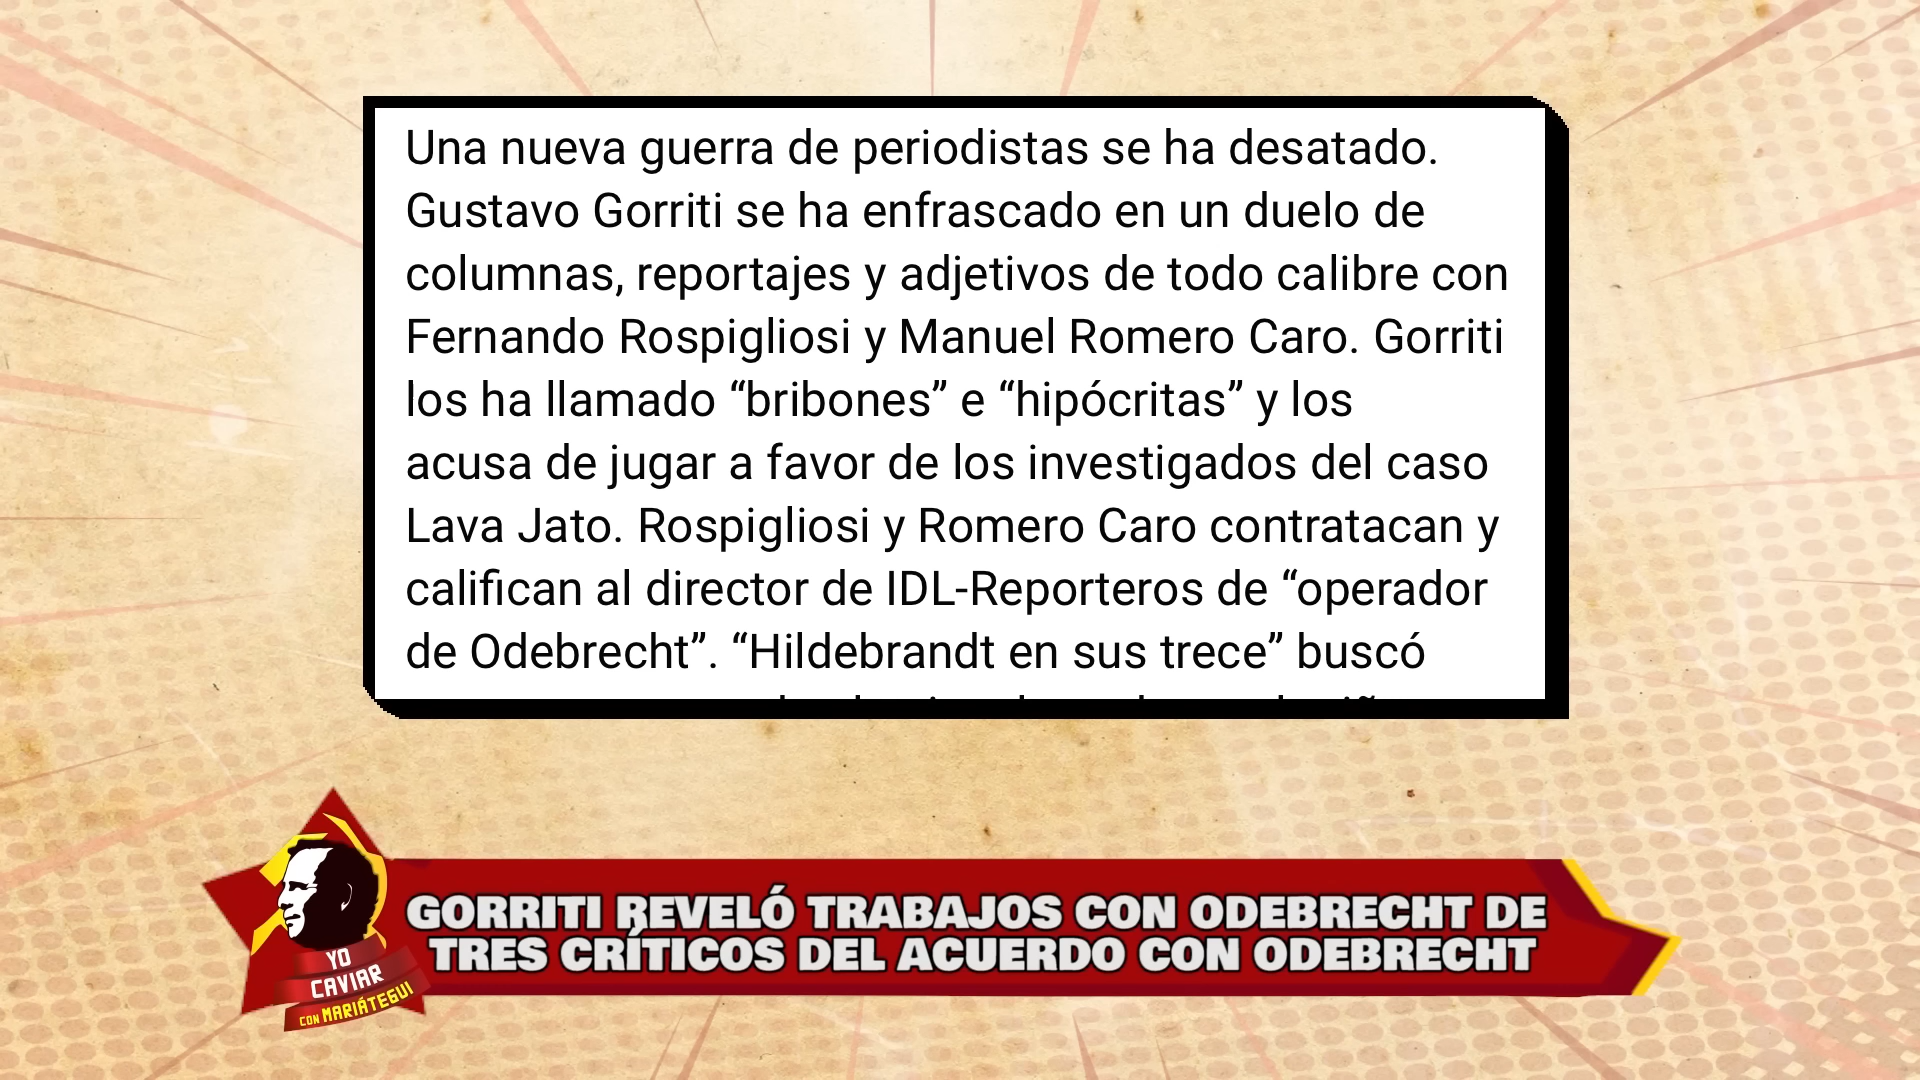 Una nueva guerra de periodistas se ha desatado.
Gustavo Gorriti se ha enfrascado en un duelo de
columnas, reportajes y adjetivos de todo calibre con
Fernando Rospigliosi y Manuel Romero Caro. Gorriti
los ha llamado “bribones” e “hipócritas” y los
acusa de jugar a favor de los investigados del caso
Lava Jato. Rospigliosi y Romero Caro contratacan y
califican al director de IDL-Reporteros de “operador
de Odebrecht”. “Hildebrandt en sus trece” buscó
GORRITI REVELÓ TRABAJOS CON ODEBRECHT DE
TRES CRÍTICOS DEL ACUERDO CON ODEBRECHT
YO
CAVIAR
CON MARIÁTEGUI